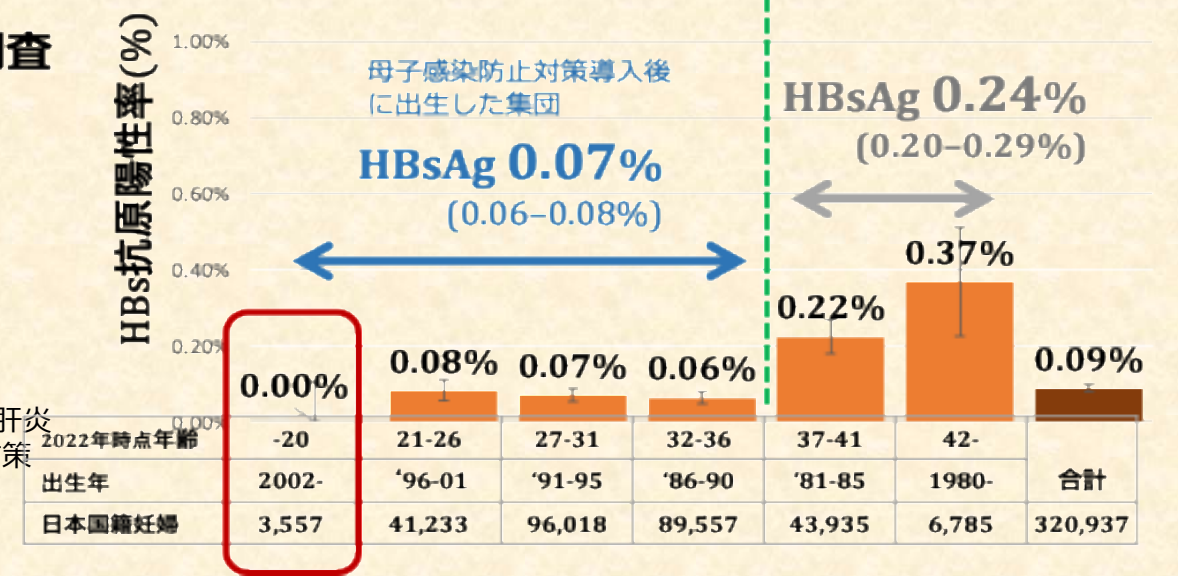 査
HBs抗原陽性率(%)
1.00%
0.80%
0.60%
0.40%
0.20%
0.00%
母子感染防止対策導入後
に出生した集団
HBsAg 0.07%
(0.06–0.08%)
HBsAg 0.24%
(0.20–0.29%)
0.00%
0.08%
0.07%
0.06%
0.22%
0.37%
0.09%
肝炎
策
2022年時点年齢 -20 21-26 27-31 32-36 37-41 42-
出生年 2002- ‘96-01 ‘91-95 ‘86-90 ‘81-85 1980- 合計
日本国籍妊婦 3,557 41,233 96,018 89,557 43,935 6,785 320,937